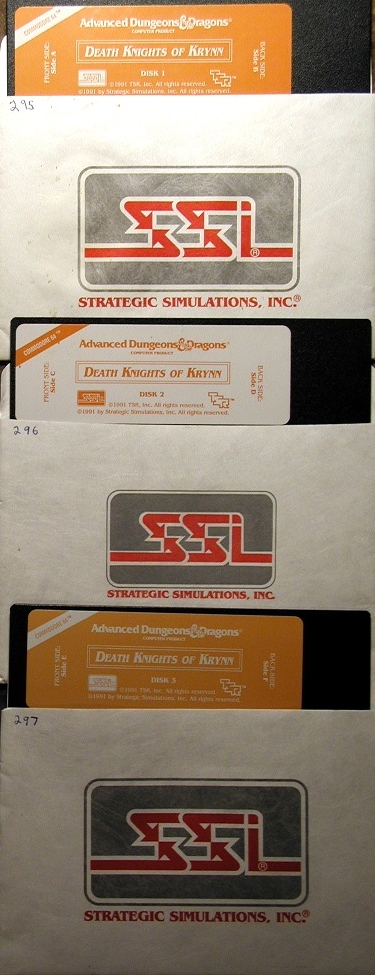 COMMODORE 64™
Advanced Dungeons & Dragons®
COMPUTER PRODUCT
DEATH KNIGHTS OF KRYNN
FRONT SIDE:
Side A
BACK SIDE:
Side B
DISK 1
©1991 TSR, Inc. All rights reserved.
©1991 by Strategic Simulations, Inc. All rights reserved.
295
SSI®
STRATEGIC SIMULATIONS, INC.®
COMMODORE 64™
Advanced Dungeons & Dragons®
COMPUTER PRODUCT
DEATH KNIGHTS OF KRYNN
FRONT SIDE:
Side C
BACK SIDE:
Side D
DISK 2
©1991 TSR, Inc. All rights reserved.
©1991 by Strategic Simulations, Inc. All rights reserved.
296
SSI
STRATEGIC SIMULATIONS, INC.
COMMODORE 64™
Advanced Dungeons & Dragons®
COMPUTER PRODUCT
DEATH KNIGHTS OF KRYNN
FRONT SIDE:
Side E
BACK SIDE:
Side F
DISK 3
©1991 TSR, Inc. All rights reserved.
©1991 by Strategic Simulations, Inc. All rights reserved.
297
SSI®
STRATEGIC SIMULATIONS, INC.®